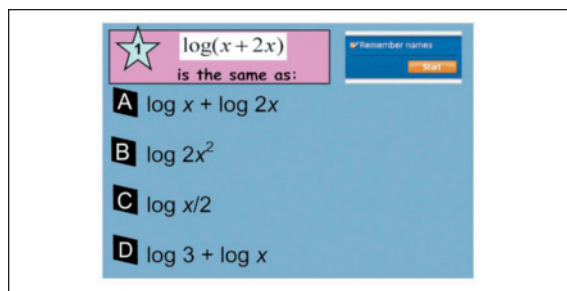 1
log(x + 2x)
is the same as:
✔Remember names
Start
A log x + log 2x
B log 2x²
C log x/2
D log 3 + log x